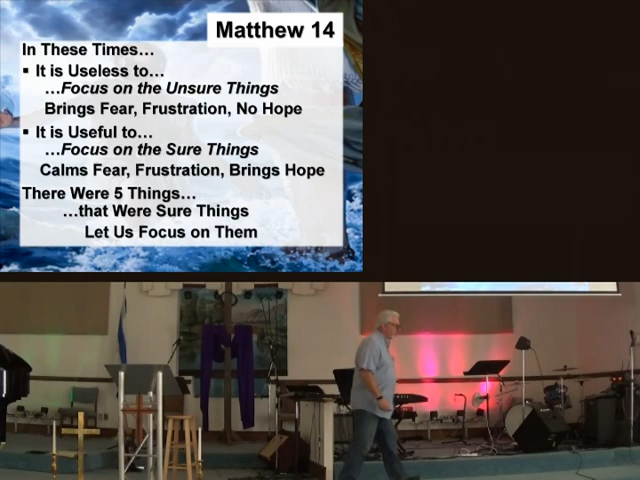 Matthew 14
In These Times…
▪ It is Useless to…
…Focus on the Unsure Things
Brings Fear, Frustration, No Hope
▪ It is Useful to…
…Focus on the Sure Things
Calms Fear, Frustration, Brings Hope
There Were 5 Things…
…that Were Sure Things
Let Us Focus on Them